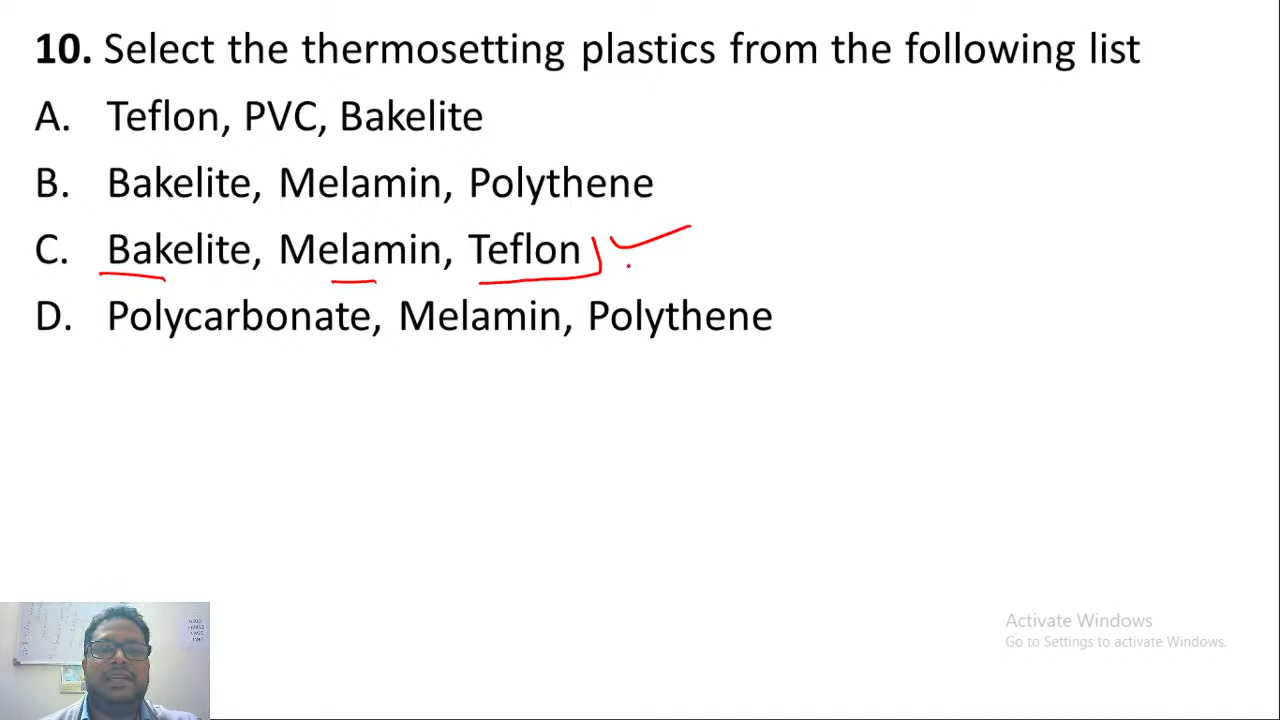 10. Select the thermosetting plastics from the following list
A. Teflon, PVC, Bakelite
B. Bakelite, Melamin, Polythene
C. Bakelite, Melamin, Teflon
D. Polycarbonate, Melamin, Polythene
Activate Windows
Go to Settings to activate Windows.